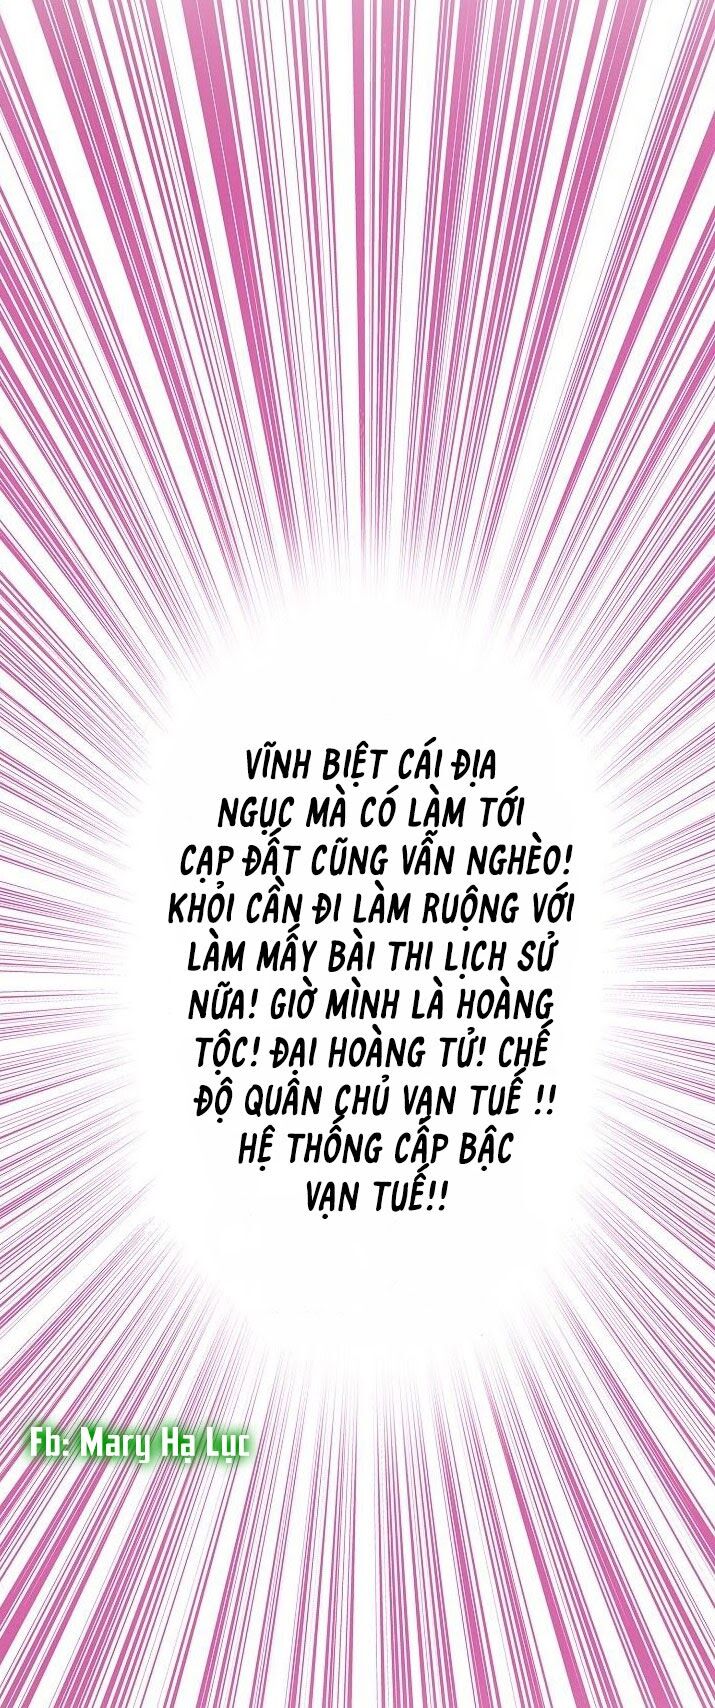 VĨNH BIỆT CÁI ĐỊA
NGỤC MÀ CÓ LÀM TỚI
CẠP ĐẤT CŨNG VẪN NGHÈO!
KHỎI CẦN ĐI LÀM RUỘNG VỚI
LÀM MẤY BÀI THI LỊCH SỬ
NỮA! GIỜ MÌNH LÀ HOÀNG
TỘC! ĐẠI HOÀNG TỬ! CHẾ
ĐỘ QUÂN CHỦ VẠN TUẾ !!
HỆ THỐNG CẤP BẬC
VẠN TUẾ!!
Fb: Mary Hạ Lục